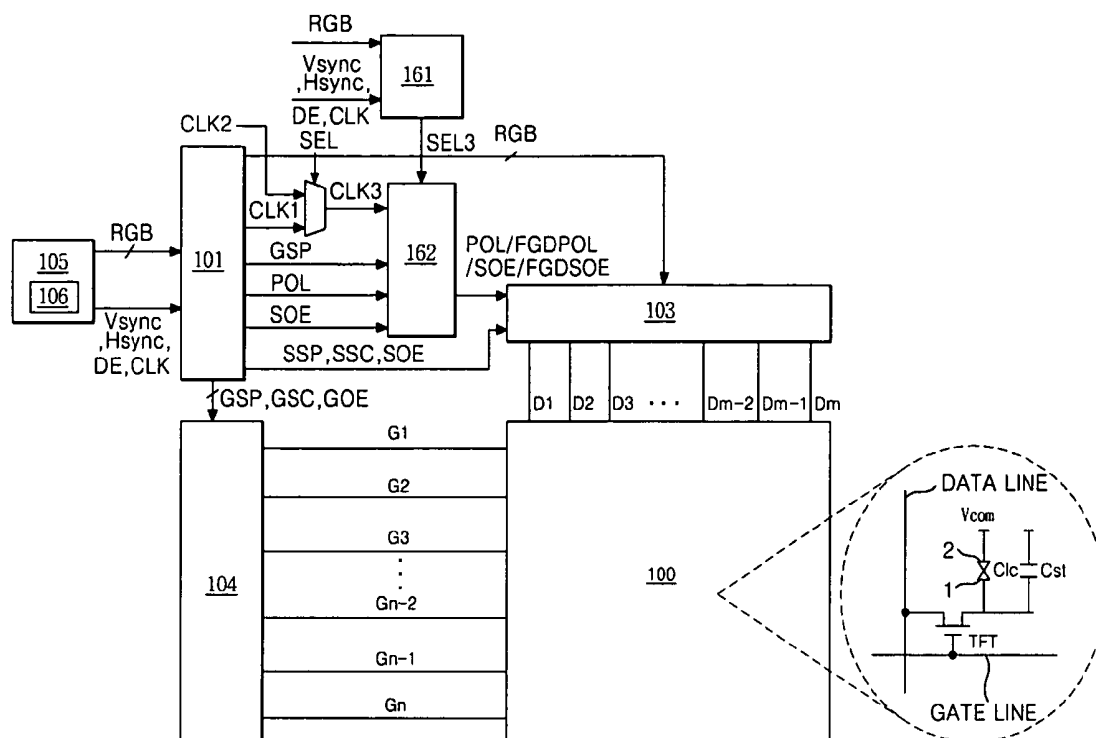 RGB
Vsync
,Hsync,
DE,CLK
161
CLK2
SEL
SEL3
RGB
CLK1
CLK3
RGB
105
106
101
GSP
162
POL/FGDPOL
/SOE/FGDSOE
POL
SOE
103
Vsync
,Hsync,
DE,CLK
SSP,SSC,SOE
GSP,GSC,GOE
D1
D2
D3
···
Dm-2
Dm-1
Dm
G1
G2
G3
104
Gn-2
Gn-1
Gn
100
DATA LINE
Vcom
2
Clc
Cst
1
TFT
GATE LINE